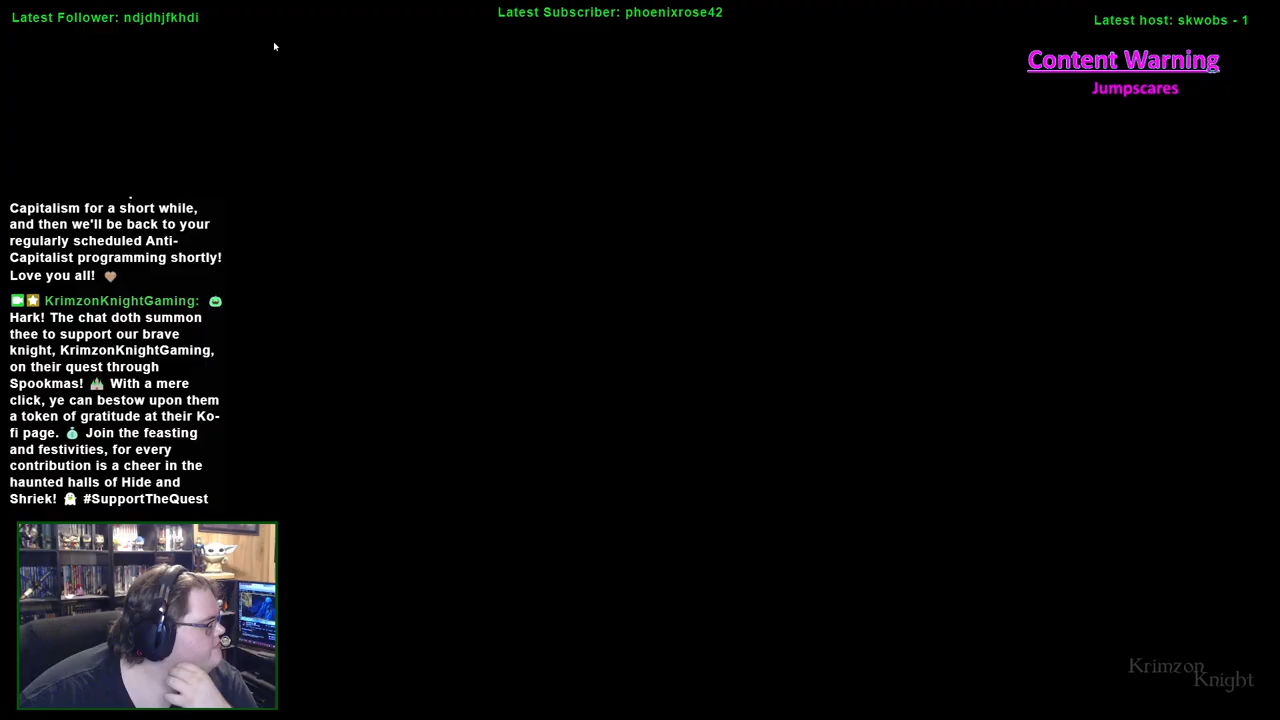 Latest Follower: ndjdhjfkhdi
Latest Subscriber: phoenixrose42
Latest host: skwobs - 1
Content Warning
Jumpscares
Capitalism for a short while,
and then we'll be back to your
regularly scheduled Anti-
Capitalist programming shortly!
Love you all!
KrimzonKnightGaming:
Hark! The chat doth summon
thee to support our brave
knight, KrimzonKnightGaming,
on their quest through
Spookmas! With a mere
click, ye can bestow upon them
a token of gratitude at their Ko-
fi page. Join the feasting
and festivities, for every
contribution is a cheer in the
haunted halls of Hide and
Shriek! #SupportTheQuest
Krimzon
Knight